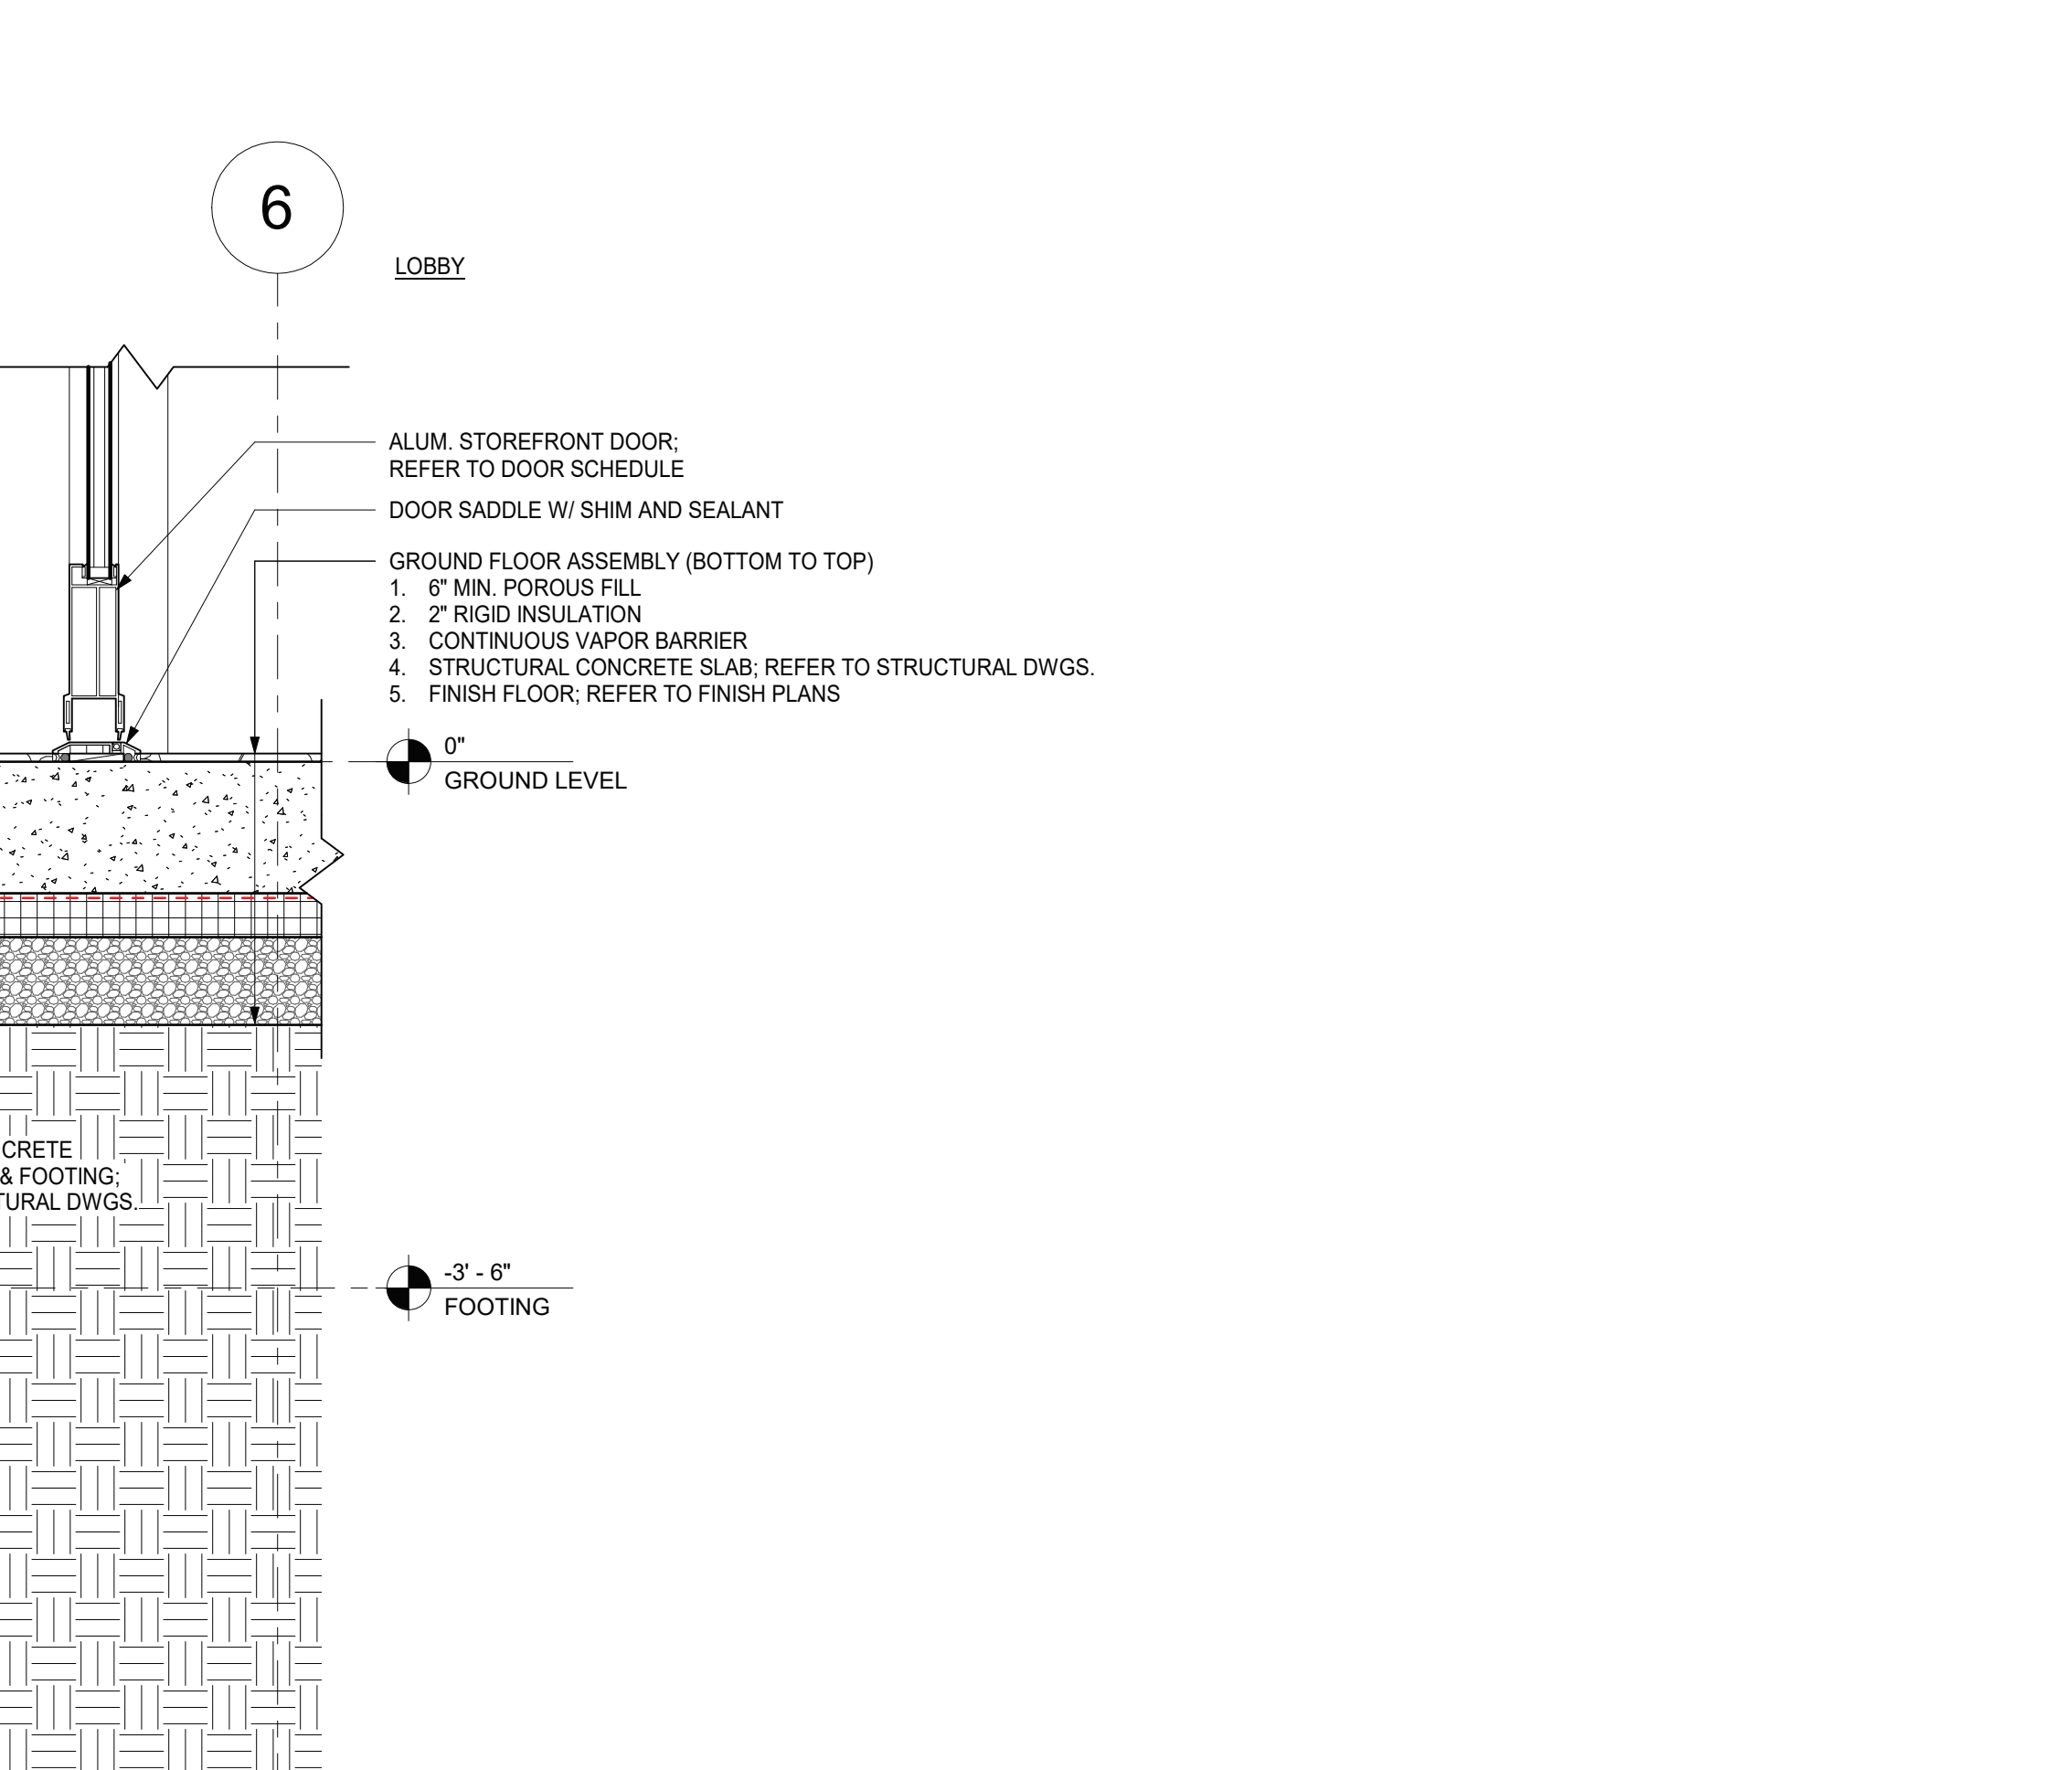 6
LOBBY
ALUM. STOREFRONT DOOR;
REFER TO DOOR SCHEDULE
DOOR SADDLE W/ SHIM AND SEALANT
GROUND FLOOR ASSEMBLY (BOTTOM TO TOP)
1. 6" MIN. POROUS FILL
2. 2" RIGID INSULATION
3. CONTINUOUS VAPOR BARRIER
4. STRUCTURAL CONCRETE SLAB; REFER TO STRUCTURAL DWGS.
5. FINISH FLOOR; REFER TO FINISH PLANS
0"
GROUND LEVEL
CRETE
& FOOTING;
TURAL DWGS.
-3' - 6"
FOOTING